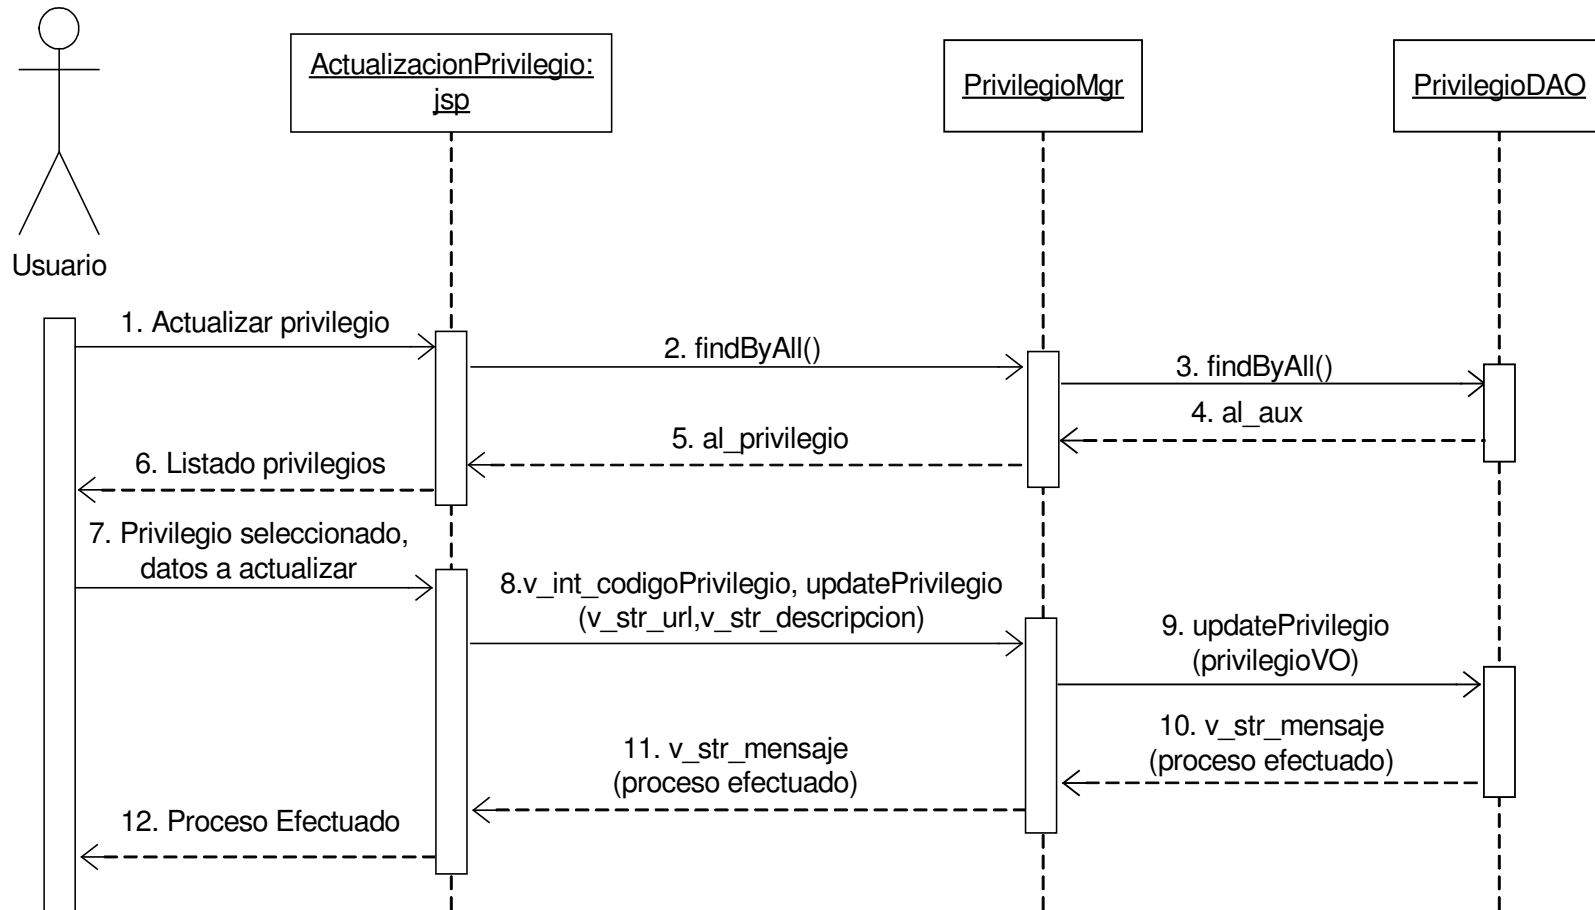 ActualizacionPrivilegio:
jsp
PrivilegioMgr
PrivilegioDAO
Usuario
1. Actualizar privilegio
2. findByAll()
3. findByAll()
4. al_aux
5. al_privilegio
6. Listado privilegios
7. Privilegio seleccionado,
datos a actualizar
8.v_int_codigoPrivilegio, updatePrivilegio
(v_str_url,v_str_descripcion)
9. updatePrivilegio
(privilegioVO)
10. v_str_mensaje
(proceso efectuado)
11. v_str_mensaje
(proceso efectuado)
12. Proceso Efectuado